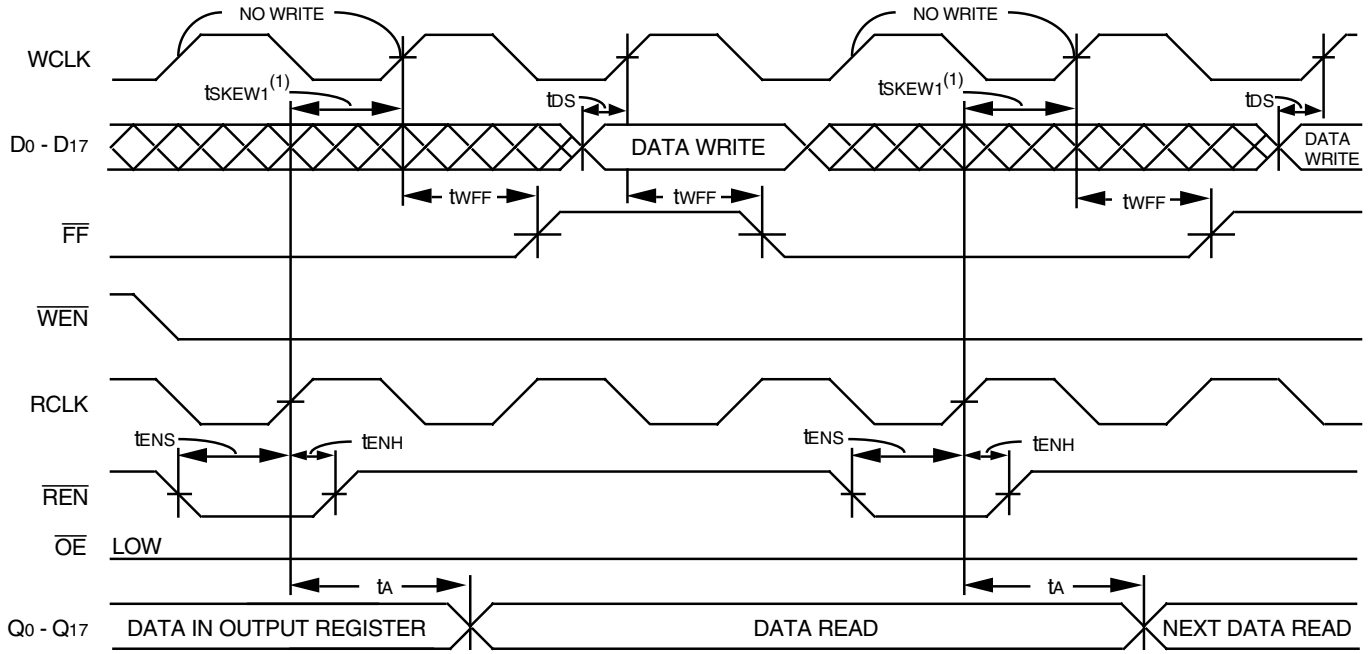 NO WRITE NO WRITE
WCLK
tSKEW1(1) tDS tSKEW1(1) tDS
D0 - D17 DATA WRITE DATA WRITE
tWFF tWFF tWFF
FF
WEN
RCLK
tENS tENH tENS tENH
REN
OE LOW
tA tA
Q0 - Q17 DATA IN OUTPUT REGISTER DATA READ NEXT DATA READ